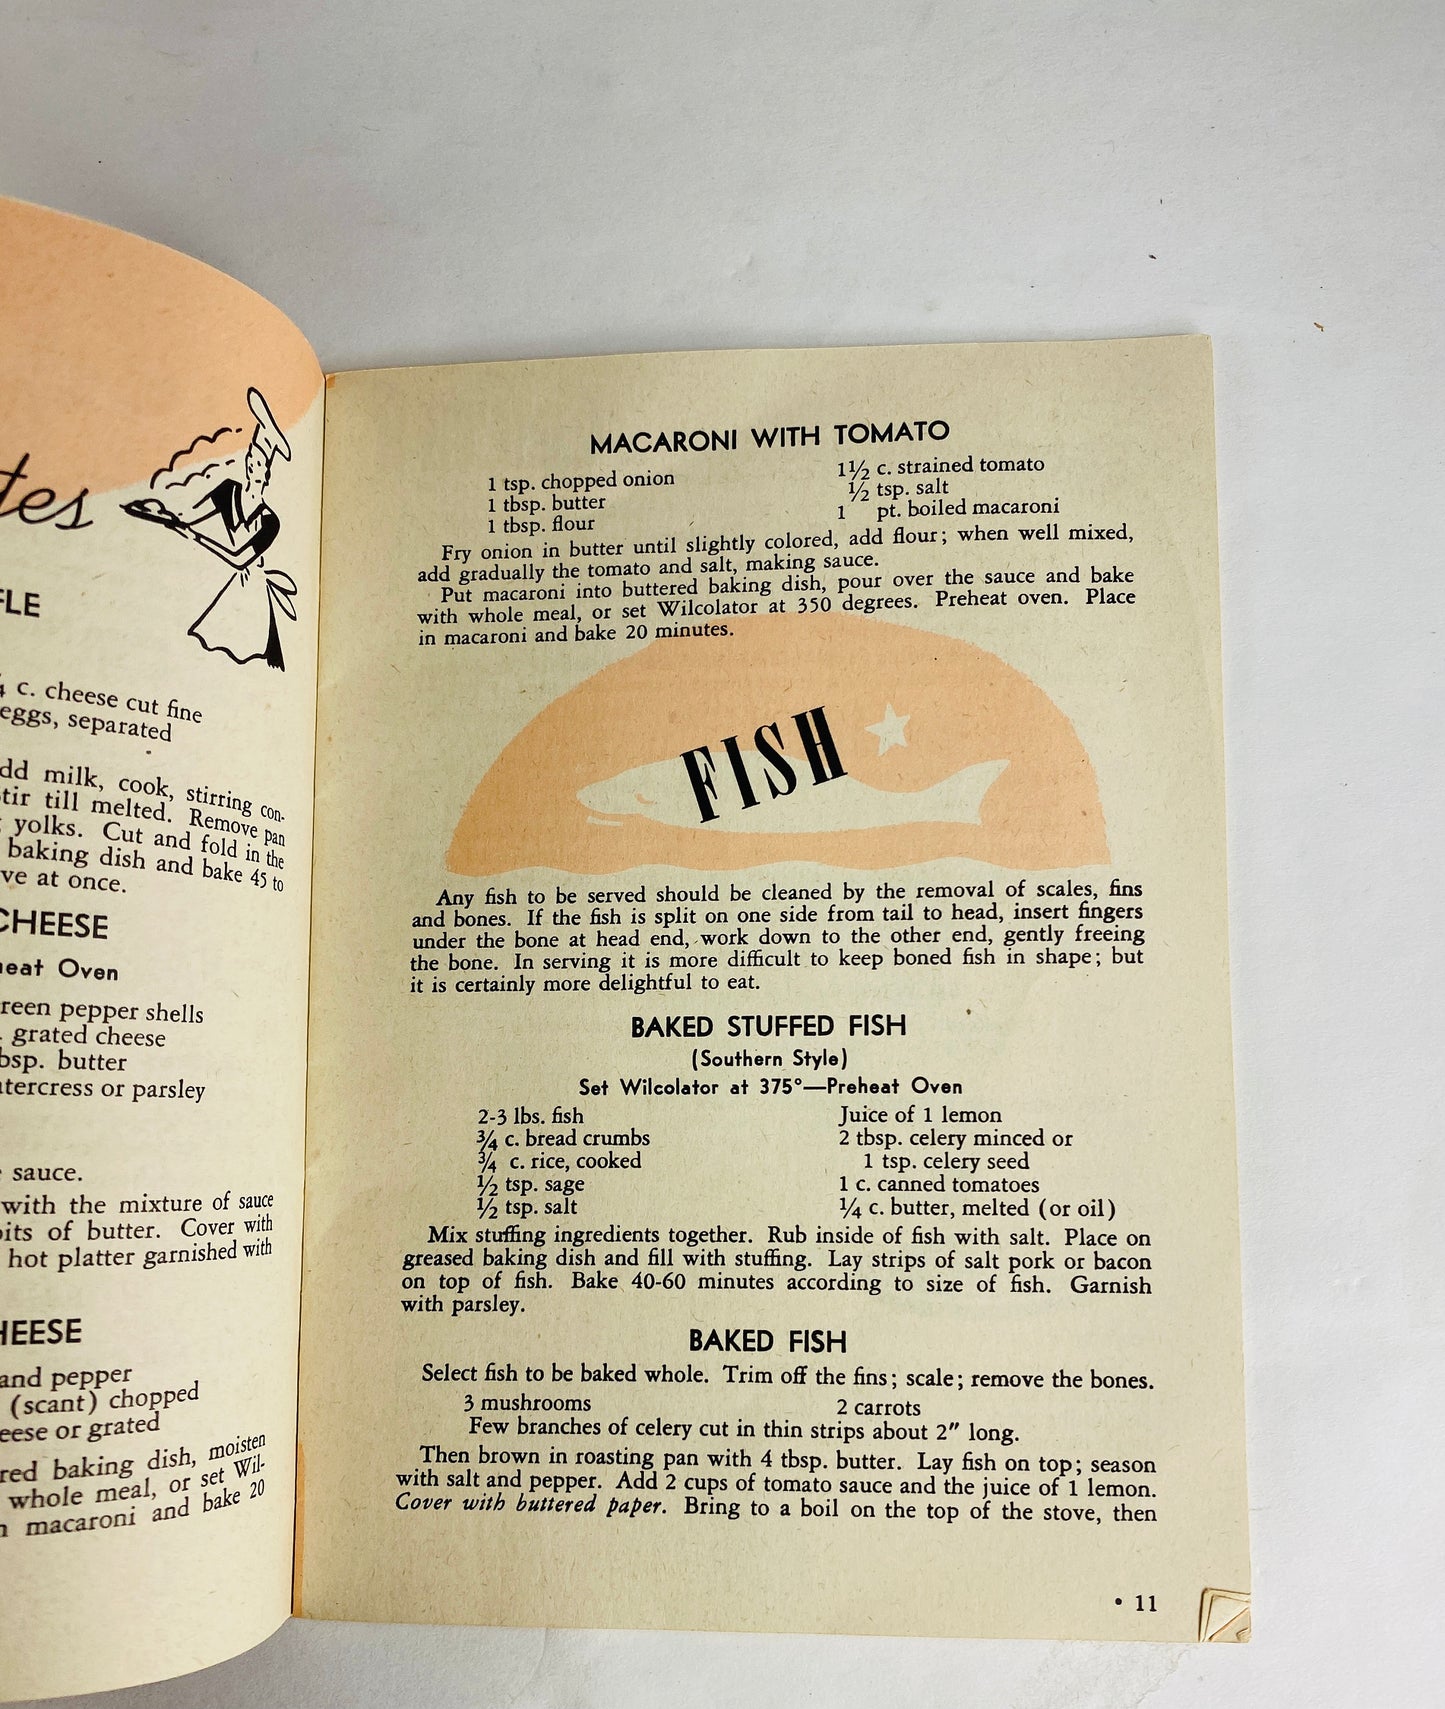 tes
FLE
c. cheese cut fine
eggs, separated
dd milk, cook, stirring con-
tir till melted. Remove pan
yolks. Cut and fold in the
baking dish and bake 45 to
ve at once.
CHEESE
heat Oven
reen pepper shells
grated cheese
bsp. butter
tercress or parsley
sauce.
with the mixture of sauce
bits of butter. Cover with
hot platter garnished with
HEESE
and pepper
(scant) chopped
eese or grated
red baking dish, moisten
whole meal, or set Wil-
macaroni and bake 20
MACARONI WITH TOMATO
1 tsp. chopped onion
1 tbsp. butter
1 tbsp. flour
1½ c. strained tomato
½ tsp. salt
1 pt. boiled macaroni
Fry onion in butter until slightly colored, add flour; when well mixed,
add gradually the tomato and salt, making sauce.
Put macaroni into buttered baking dish, pour over the sauce and bake
with whole meal, or set Wilcolator at 350 degrees. Preheat oven. Place
in macaroni and bake 20 minutes.
FISH
Any fish to be served should be cleaned by the removal of scales, fins
and bones. If the fish is split on one side from tail to head, insert fingers
under the bone at head end, work down to the other end, gently freeing
the bone. In serving it is more difficult to keep boned fish in shape; but
it is certainly more delightful to eat.
BAKED STUFFED FISH
(Southern Style)
Set Wilcolator at 375°—Preheat Oven
2-3 lbs. fish
¾ c. bread crumbs
¾ c. rice, cooked
½ tsp. sage
½ tsp. salt
Juice of 1 lemon
2 tbsp. celery minced or
1 tsp. celery seed
1 c. canned tomatoes
¼ c. butter, melted (or oil)
Mix stuffing ingredients together. Rub inside of fish with salt. Place on
greased baking dish and fill with stuffing. Lay strips of salt pork or bacon
on top of fish. Bake 40-60 minutes according to size of fish. Garnish
with parsley.
BAKED FISH
Select fish to be baked whole. Trim off the fins; scale; remove the bones.
3 mushrooms
2 carrots
Few branches of celery cut in thin strips about 2" long.
Then brown in roasting pan with 4 tbsp. butter. Lay fish on top; season
with salt and pepper. Add 2 cups of tomato sauce and the juice of 1 lemon.
Cover with buttered paper. Bring to a boil on the top of the stove, then
• 11